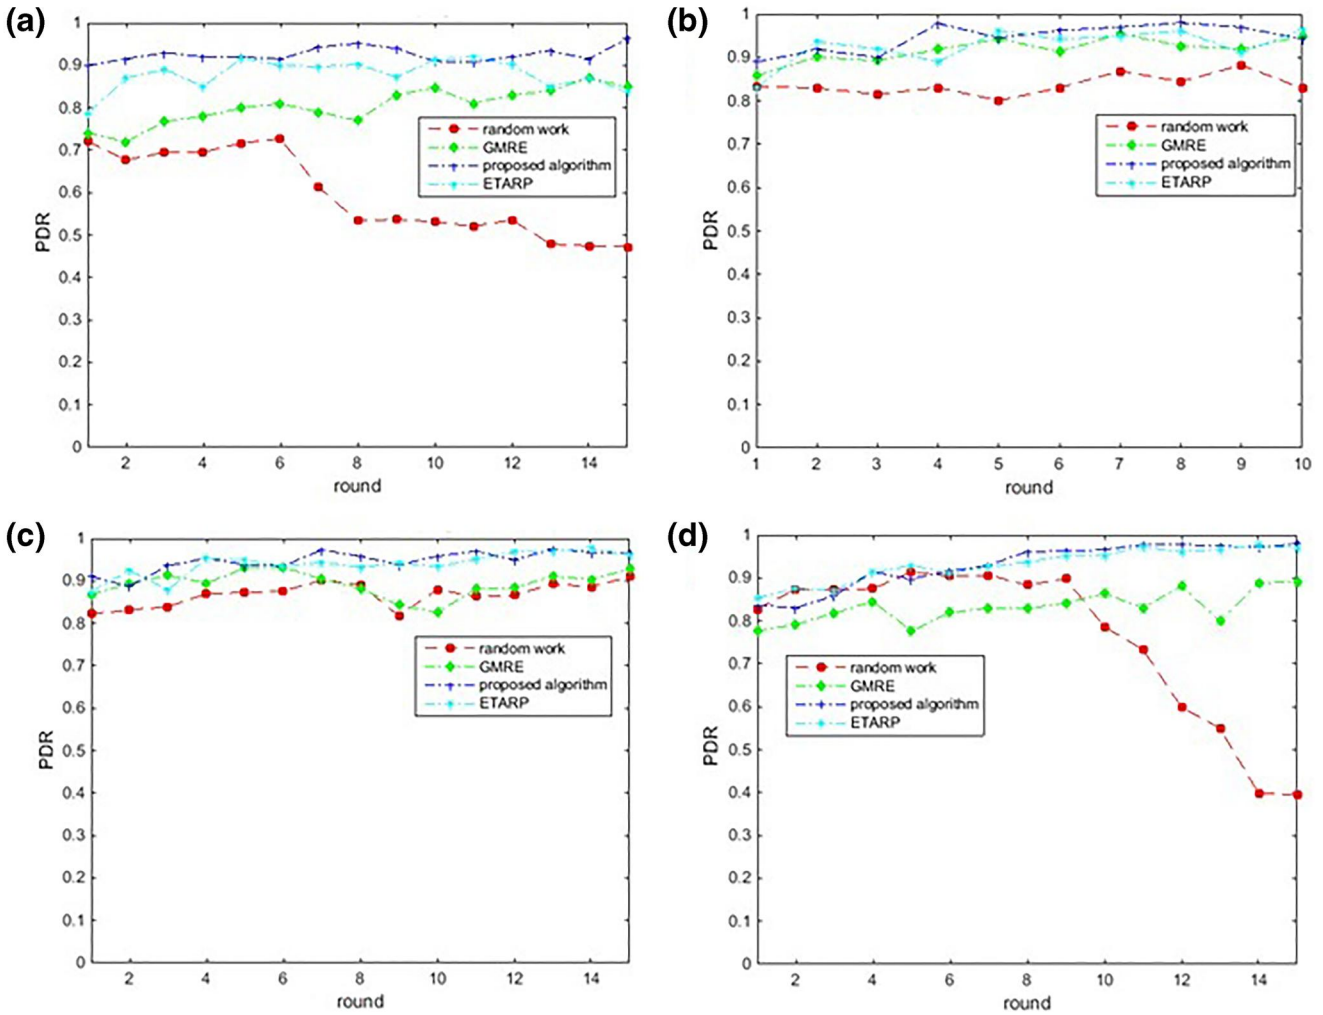 (a)
1
0.9
0.8
0.7
0.6
0.5
0.4
0.3
0.2
0.1
0
PDR
random work
GMRE
proposed algorithm
ETARP
2 4 6 8 10 12 14
round
(b)
1
0.9
0.8
0.7
0.6
0.5
0.4
0.3
0.2
0.1
0
PDR
random work
GMRE
proposed algorithm
ETARP
1 2 3 4 5 6 7 8 9 10
round
(c)
1
0.9
0.8
0.7
0.6
0.5
0.4
0.3
0.2
0.1
0
PDR
random work
GMRE
proposed algorithm
ETARP
2 4 6 8 10 12 14
round
(d)
1
0.9
0.8
0.7
0.6
0.5
0.4
0.3
0.2
0.1
0
PDR
random work
GMRE
proposed algorithm
ETARP
2 4 6 8 10 12 14
round